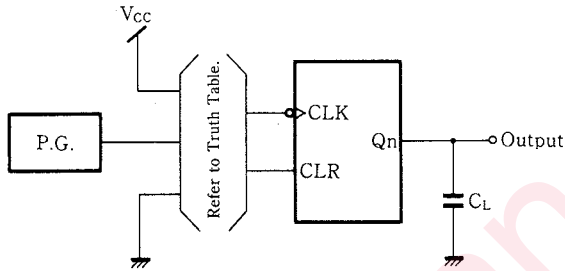 VCC
P.G.
Refer to Truth Table.
CLK
CLR
Qn
Output
CL